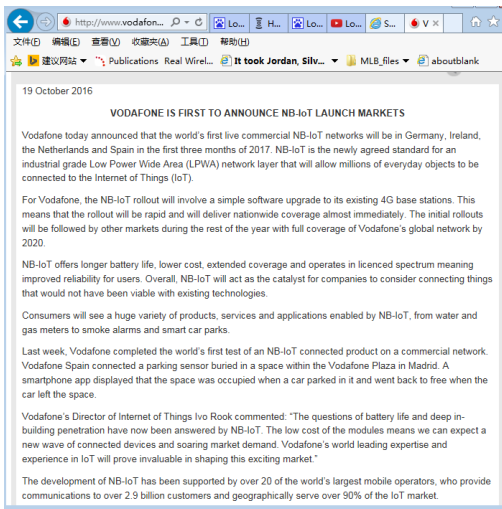 http://www.vodafon...
Lo...
H...
Lo...
Lo...
S...
V ×
文件(F) 编辑(E) 查看(V) 收藏夹(A) 工具(T) 帮助(H)
建议网站 ▼ Publications Real Wirel... It took Jordan, Silv... ▼ MLB_files ▼ aboutblank
19 October 2016
VODAFONE IS FIRST TO ANNOUNCE NB-IoT LAUNCH MARKETS
Vodafone today announced that the world's first live commercial NB-IoT networks will be in Germany, Ireland,
the Netherlands and Spain in the first three months of 2017. NB-IoT is the newly agreed standard for an
industrial grade Low Power Wide Area (LPWA) network layer that will allow millions of everyday objects to be
connected to the Internet of Things (IoT).
For Vodafone, the NB-IoT rollout will involve a simple software upgrade to its existing 4G base stations. This
means that the rollout will be rapid and will deliver nationwide coverage almost immediately. The initial rollouts
will be followed by other markets during the rest of the year with full coverage of Vodafone's global network by
2020.
NB-IoT offers longer battery life, lower cost, extended coverage and operates in licenced spectrum meaning
improved reliability for users. Overall, NB-IoT will act as the catalyst for companies to consider connecting things
that would not have been viable with existing technologies.
Consumers will see a huge variety of products, services and applications enabled by NB-IoT, from water and
gas meters to smoke alarms and smart car parks.
Last week, Vodafone completed the world's first test of an NB-IoT connected product on a commercial network.
Vodafone Spain connected a parking sensor buried in a space within the Vodafone Plaza in Madrid. A
smartphone app displayed that the space was occupied when a car parked in it and went back to free when the
car left the space.
Vodafone's Director of Internet of Things Ivo Rook commented: “The questions of battery life and deep in-
building penetration have now been answered by NB-IoT. The low cost of the modules means we can expect a
new wave of connected devices and soaring market demand. Vodafone's world leading expertise and
experience in IoT will prove invaluable in shaping this exciting market.”
The development of NB-IoT has been supported by over 20 of the world's largest mobile operators, who provide
communications to over 2.9 billion customers and geographically serve over 90% of the IoT market.